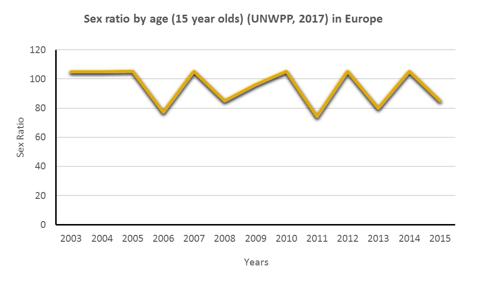 Sex ratio by age (15 year olds) (UNWPP, 2017) in Europe
120
100
80
60
40
20
0
Sex Ratio
2003 2004 2005 2006 2007 2008 2009 2010 2011 2012 2013 2014 2015
Years